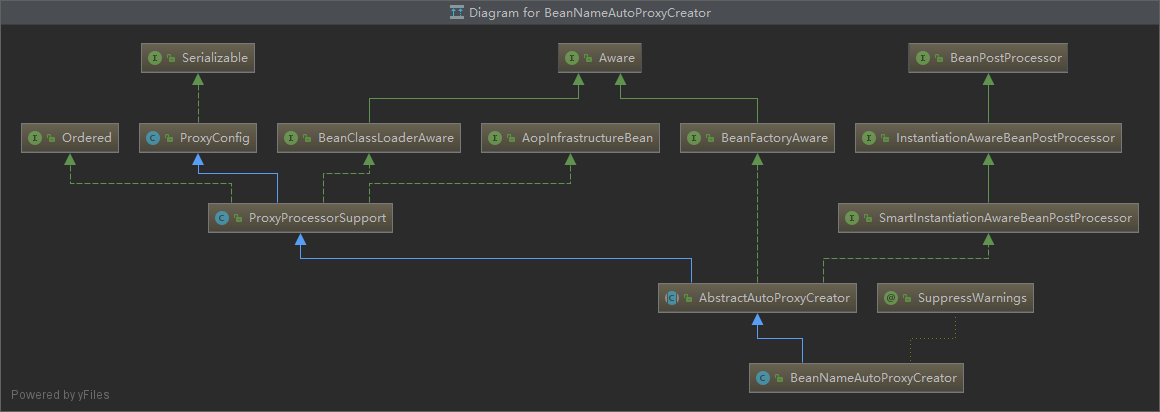 Diagram for BeanNameAutoProxyCreator
Serializable
Aware
BeanPostProcessor
Ordered
ProxyConfig
BeanClassLoaderAware
AopInfrastructureBean
BeanFactoryAware
InstantiationAwareBeanPostProcessor
ProxyProcessorSupport
SmartInstantiationAwareBeanPostProcessor
AbstractAutoProxyCreator
SuppressWarnings
BeanNameAutoProxyCreator
Powered by yFiles